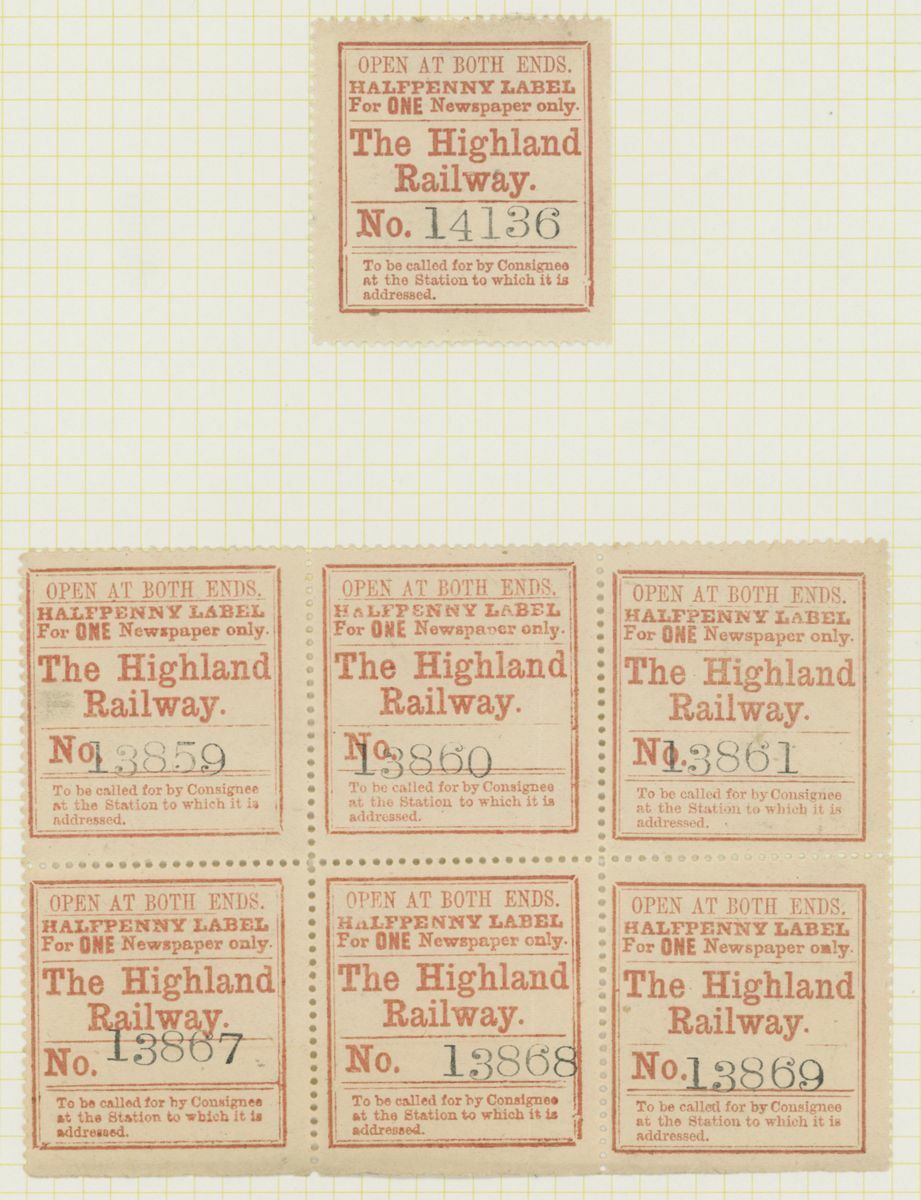 OPEN AT BOTH ENDS.
HALFPENNY LABEL
For ONE Newspaper only.
The Highland
Railway.
No. 14136
To be called for by Consignee
at the Station to which it is
addressed.
OPEN AT BOTH ENDS.
HALFPENNY LABEL
For ONE Newspaper only.
The Highland
Railway.
No. 13859
To be called for by Consignee
at the Station to which it is
addressed.
OPEN AT BOTH ENDS.
HALFPENNY LABEL
For ONE Newspaper only.
The Highland
Railway.
No. 13860
To be called for by Consignee
at the Station to which it is
addressed.
OPEN AT BOTH ENDS.
HALFPENNY LABEL
For ONE Newspaper only.
The Highland
Railway.
No. 13861
To be called for by Consignee
at the Station to which it is
addressed.
OPEN AT BOTH ENDS.
HALFPENNY LABEL
For ONE Newspaper only.
The Highland
Railway.
No. 13867
To be called for by Consignee
at the Station to which it is
addressed.
OPEN AT BOTH ENDS.
HALFPENNY LABEL
For ONE Newspaper only.
The Highland
Railway.
No. 13868
To be called for by Consignee
at the Station to which it is
addressed.
OPEN AT BOTH ENDS.
HALFPENNY LABEL
For ONE Newspaper only.
The Highland
Railway.
No. 13869
To be called for by Consignee
at the Station to which it is
addressed.